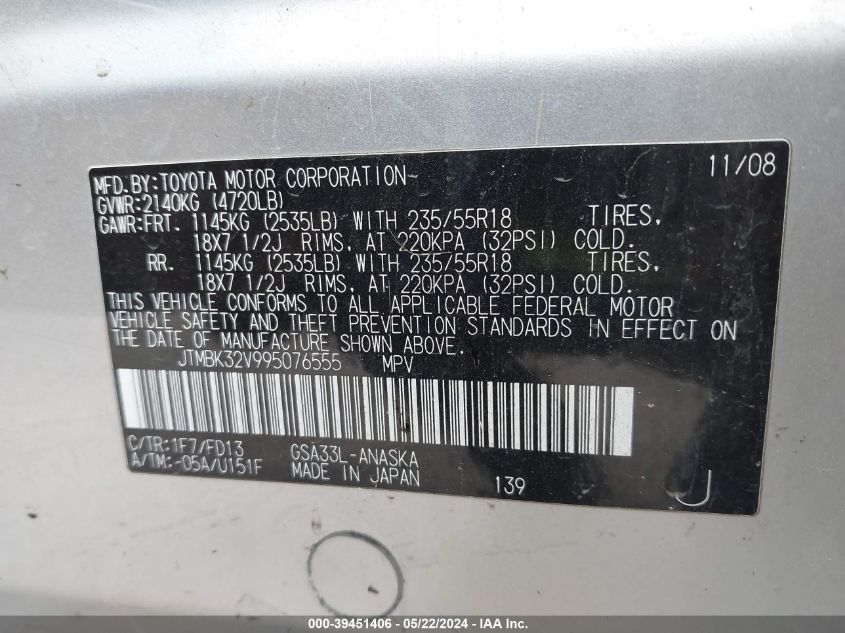 11/08
MFD.BY:TOYOTA MOTOR CORPORATION
GVWR:2140KG (4720LB)
GAWR:FRT. 1145KG (2535LB) WITH 235/55R18 TIRES,
18X7 1/2J RIMS, AT 220KPA (32PSI) COLD.
RR. 1145KG (2535LB) WITH 235/55R18 TIRES,
18X7 1/2J RIMS, AT 220KPA (32PSI) COLD.
THIS VEHICLE CONFORMS TO ALL APPLICABLE FEDERAL MOTOR
VEHICLE SAFETY AND THEFT PREVENTION STANDARDS IN EFFECT ON
THE DATE OF MANUFACTURE SHOWN ABOVE.
JTMBK32V995076555 MPV
C/TR:1F7/FD13 GSA33L-ANASKA
A/TM:-05A/U151F MADE IN JAPAN 139 J
000-39451406 - 05/22/2024 - IAA Inc.